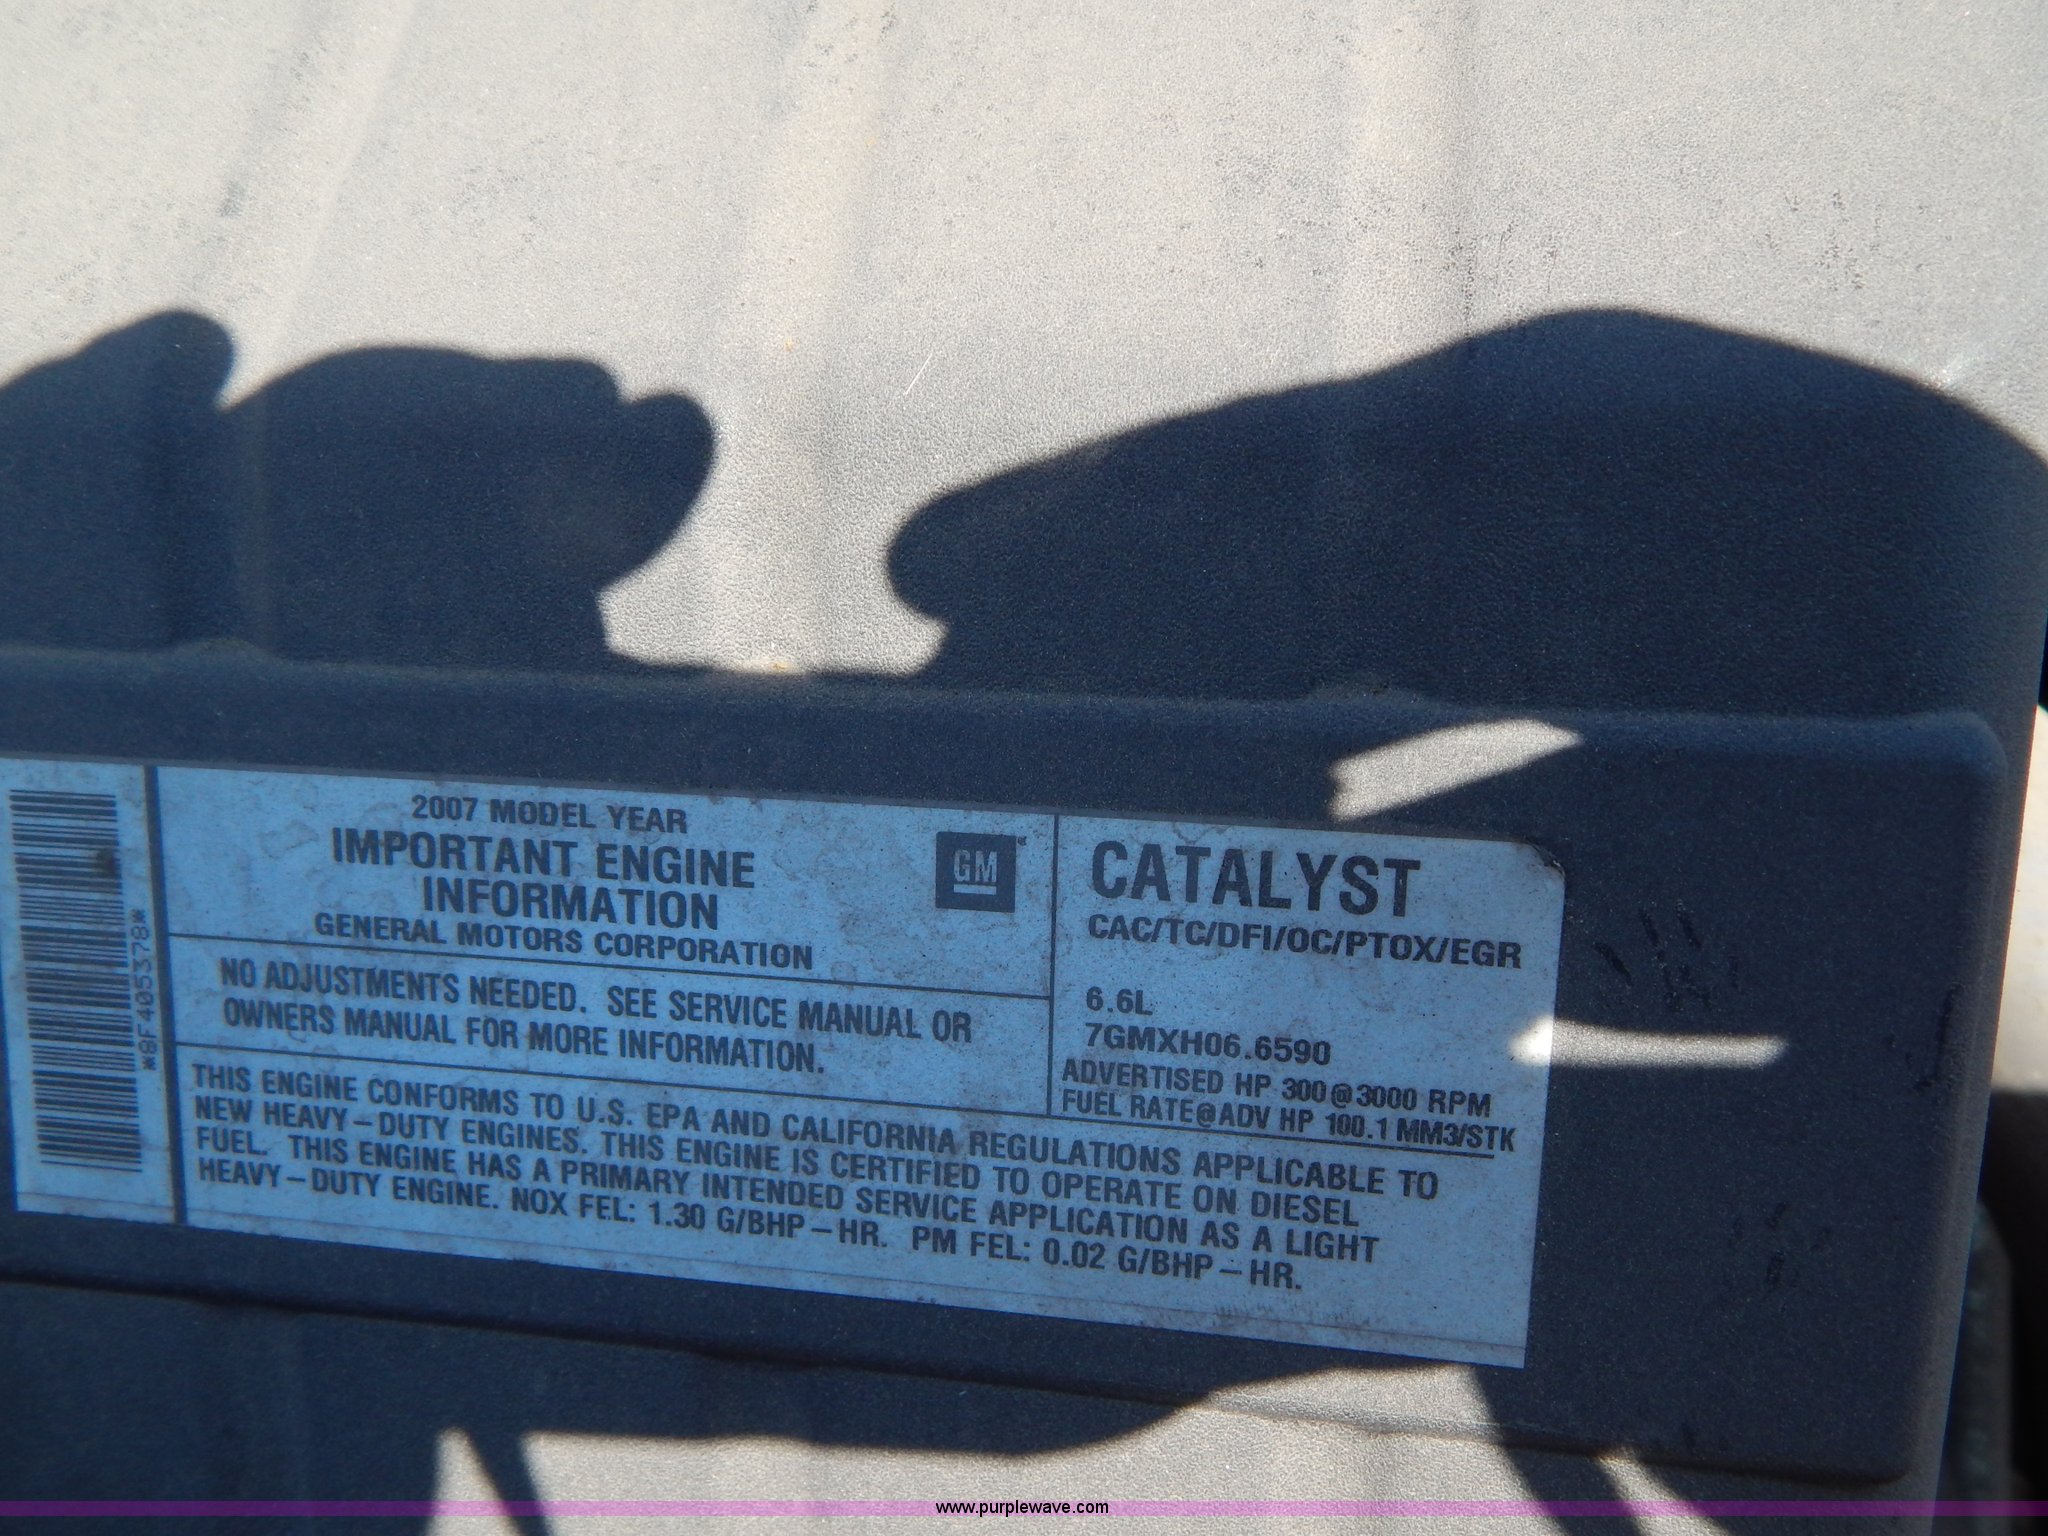 *8F405378*
2007 MODEL YEAR
IMPORTANT ENGINE
INFORMATION
GENERAL MOTORS CORPORATION
GM
NO ADJUSTMENTS NEEDED. SEE SERVICE MANUAL OR
OWNERS MANUAL FOR MORE INFORMATION.
CATALYST
CAC/TC/DFI/OC/PTOX/EGR
6.6L
7GMXH06.6590
ADVERTISED HP 300@3000 RPM
FUEL RATE@ADV HP 100.1 MM3/STK
THIS ENGINE CONFORMS TO U.S. EPA AND CALIFORNIA REGULATIONS APPLICABLE TO
NEW HEAVY-DUTY ENGINES. THIS ENGINE IS CERTIFIED TO OPERATE ON DIESEL
FUEL. THIS ENGINE HAS A PRIMARY INTENDED SERVICE APPLICATION AS A LIGHT
HEAVY-DUTY ENGINE. NOX FEL: 1.30 G/BHP-HR. PM FEL: 0.02 G/BHP-HR.
www.purplewave.com